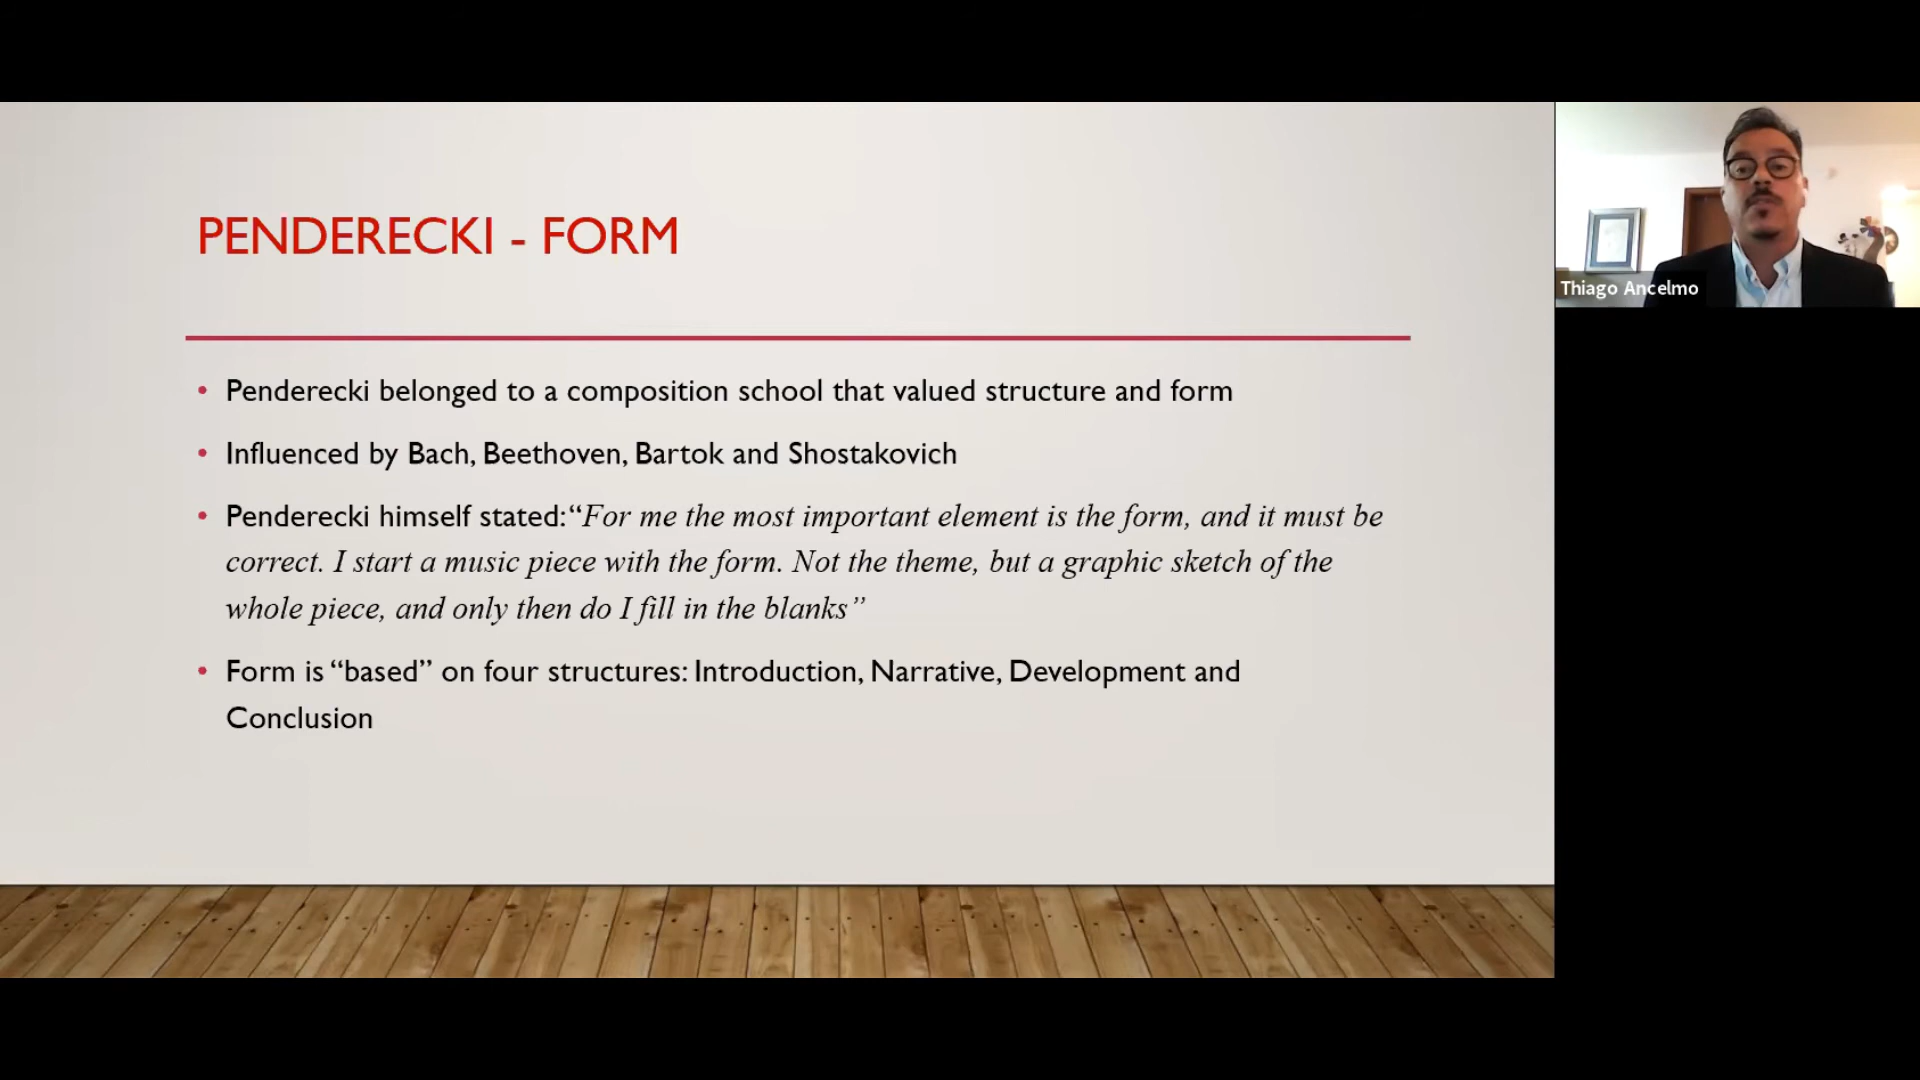 PENDERECKI - FORM
• Penderecki belonged to a composition school that valued structure and form
• Influenced by Bach, Beethoven, Bartok and Shostakovich
• Penderecki himself stated: “For me the most important element is the form, and it must be
correct. I start a music piece with the form. Not the theme, but a graphic sketch of the
whole piece, and only then do I fill in the blanks”
• Form is “based” on four structures: Introduction, Narrative, Development and
Conclusion
Thiago Ancelmo